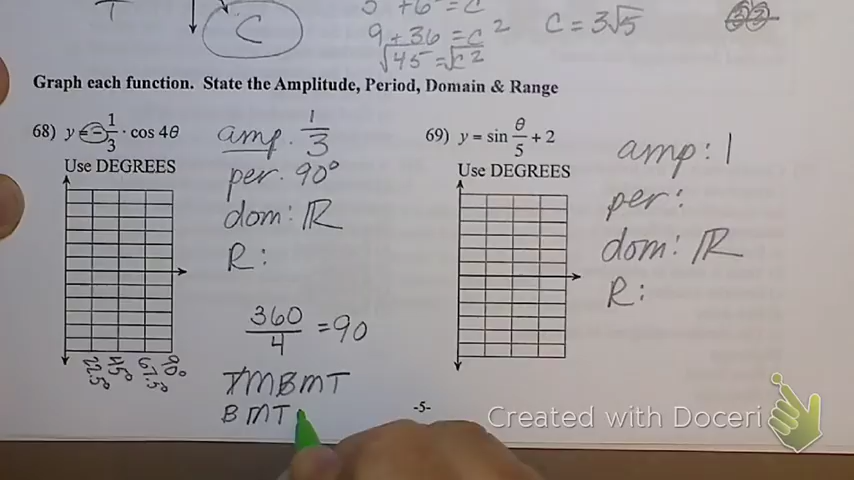 T
C
5² + 6² = C
9 + 36 = C²
√45 = √C²
C = 3√5
Graph each function. State the Amplitude, Period, Domain & Range
68) y = - 1/3 · cos 4θ
Use DEGREES
22.5° 45° 67.5° 90°
amp. 1/3
per. 90°
dom: ℝ
R:
360/4 = 90
TMBMT
BMT
69) y = sin θ/5 + 2
Use DEGREES
amp: 1
per:
dom: ℝ
R:
-5-
Created with Doceri